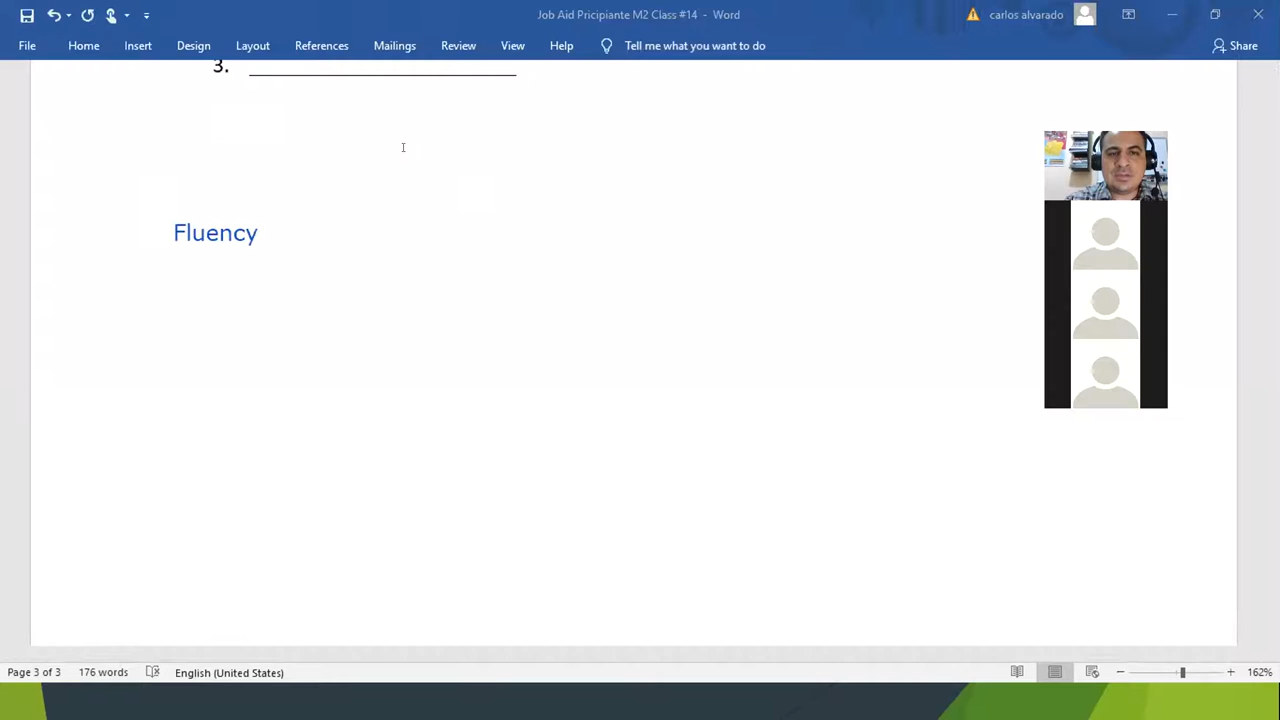 Job Aid Pricipiante M2 Class #14 - Word
carlos alvarado
File Home Insert Design Layout References Mailings Review View Help Tell me what you want to do Share
3. ______________________
Fluency
Page 3 of 3 176 words English (United States) 162%